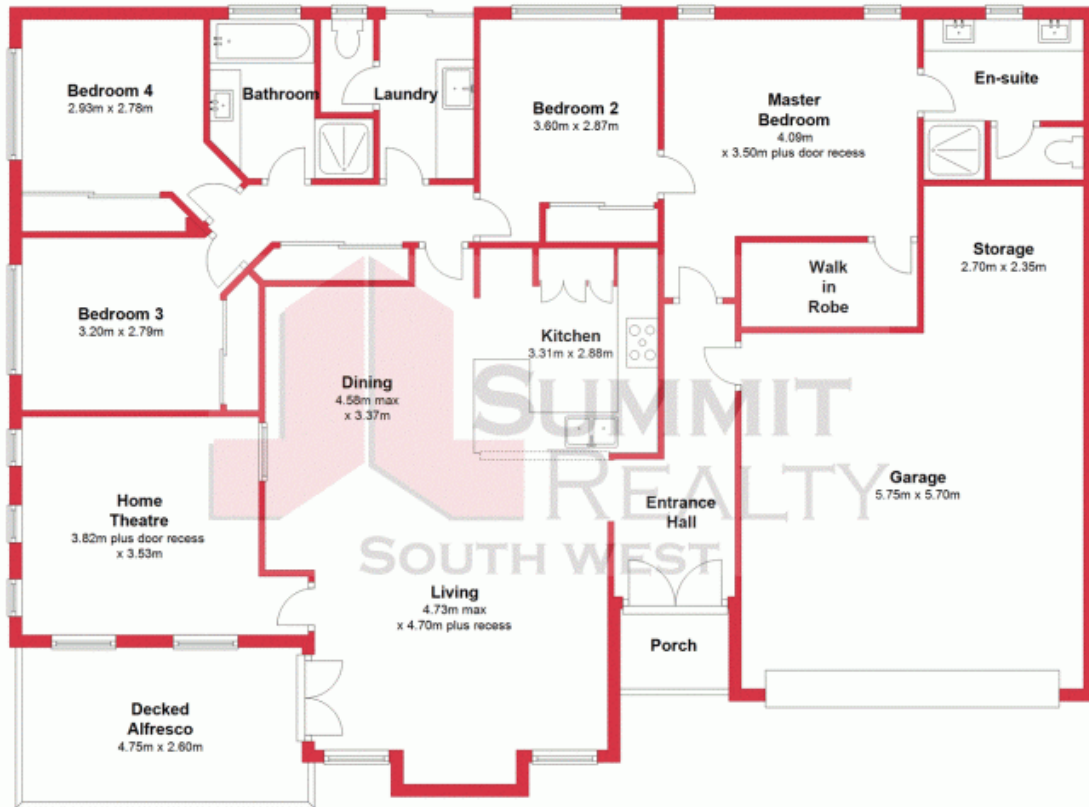 Bedroom 4
2.93m x 2.78m
Bathroom
Laundry
Bedroom 2
3.60m x 2.87m
Master
Bedroom
4.09m
x 3.50m plus door recess
En-suite
Storage
2.70m x 2.35m
Walk
in
Robe
Bedroom 3
3.20m x 2.79m
Kitchen
3.31m x 2.88m
Dining
4.58m max
x 3.37m
SUMMIT
REALTY
SOUTH WEST
Garage
5.75m x 5.70m
Home
Theatre
3.82m plus door recess
x 3.53m
Entrance
Hall
Living
4.73m max
x 4.70m plus recess
Porch
Decked
Alfresco
4.75m x 2.60m